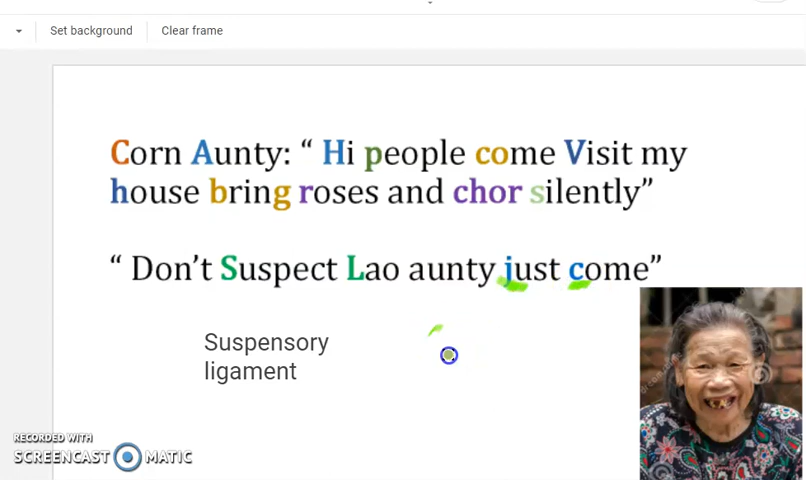 Set background
Clear frame
Corn Aunty: “ Hi people come Visit my
house bring roses and chor silently”
“ Don’t Suspect Lao aunty just come”
Suspensory
ligament
RECORDED WITH
SCREENCAST MATIC